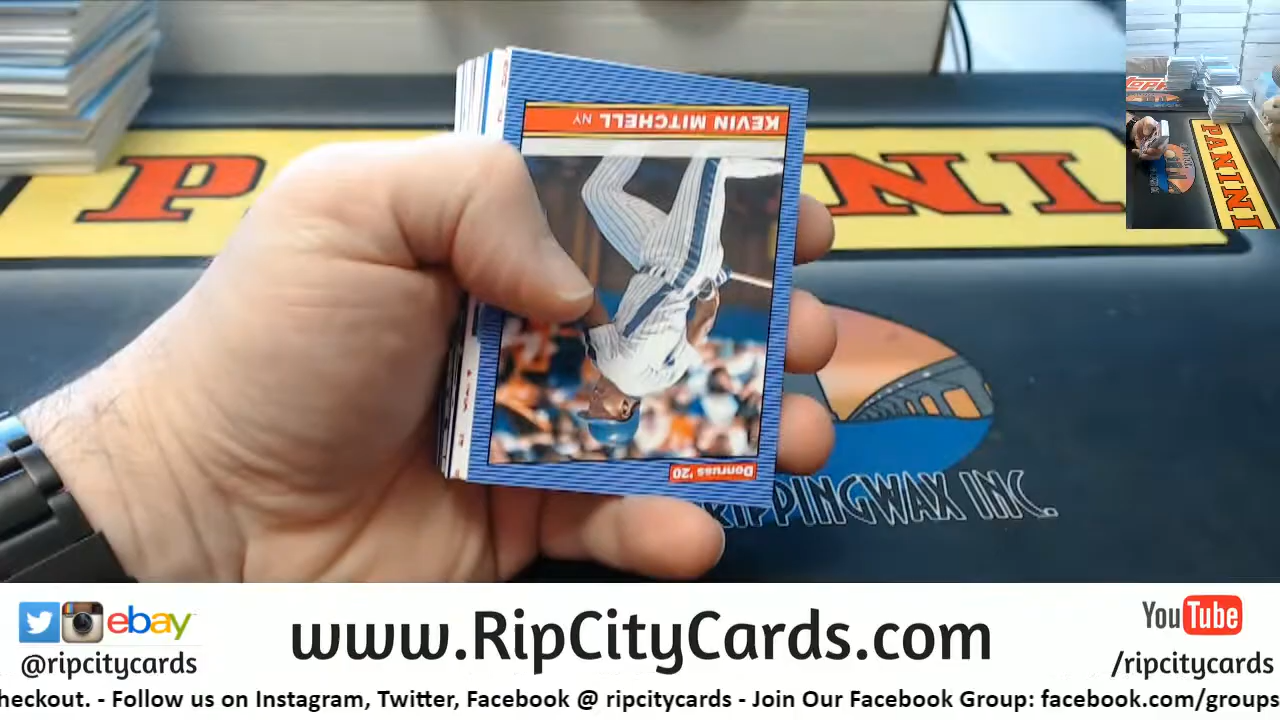 KEVIN MITCHELL NY
Donruss '20
PANINI
PANINI
RIPPINGWAX INC.
ebay
@ripcitycards
www.RipCityCards.com
YouTube
/ripcitycards
heckout. - Follow us on Instagram, Twitter, Facebook @ ripcitycards - Join Our Facebook Group: facebook.com/groups